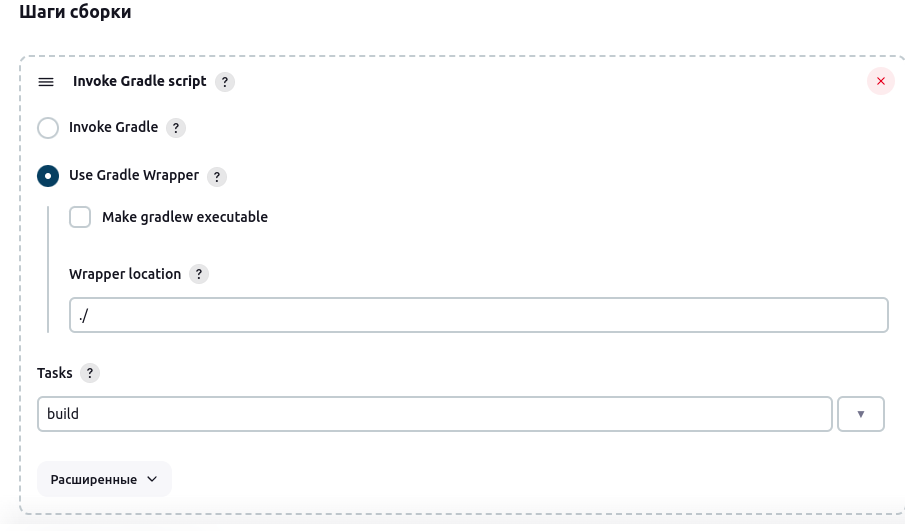 Шаги сборки
Invoke Gradle script ?
Invoke Gradle ?
Use Gradle Wrapper ?
Make gradlew executable
Wrapper location ?
./
Tasks ?
build
Расширенные